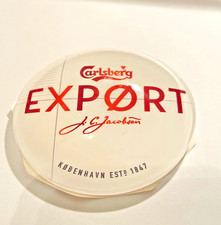 Carlsberg
EXPØRT
J.C. Jacobsen
KØBENHAVN ESTD 1847